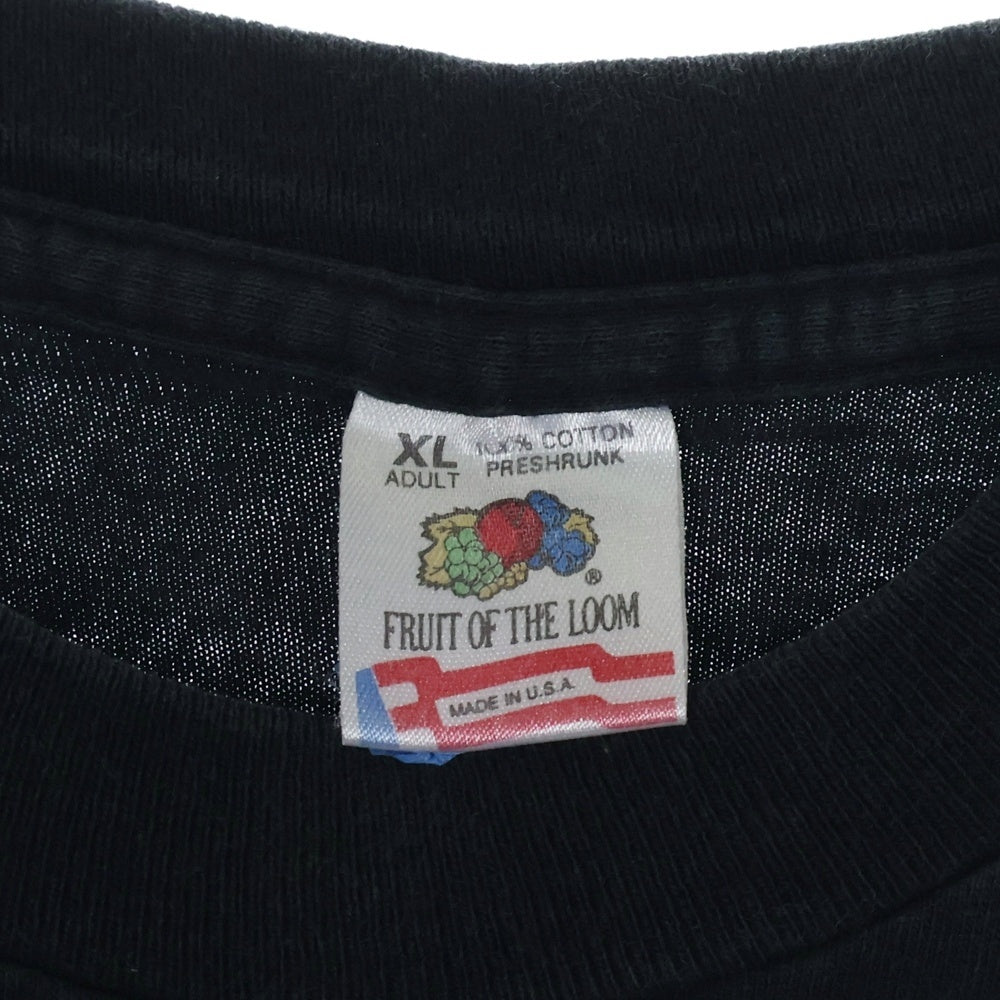 XL 100% COTTON
ADULT PRESHRUNK
®
FRUIT OF THE LOOM
MADE IN U.S.A.